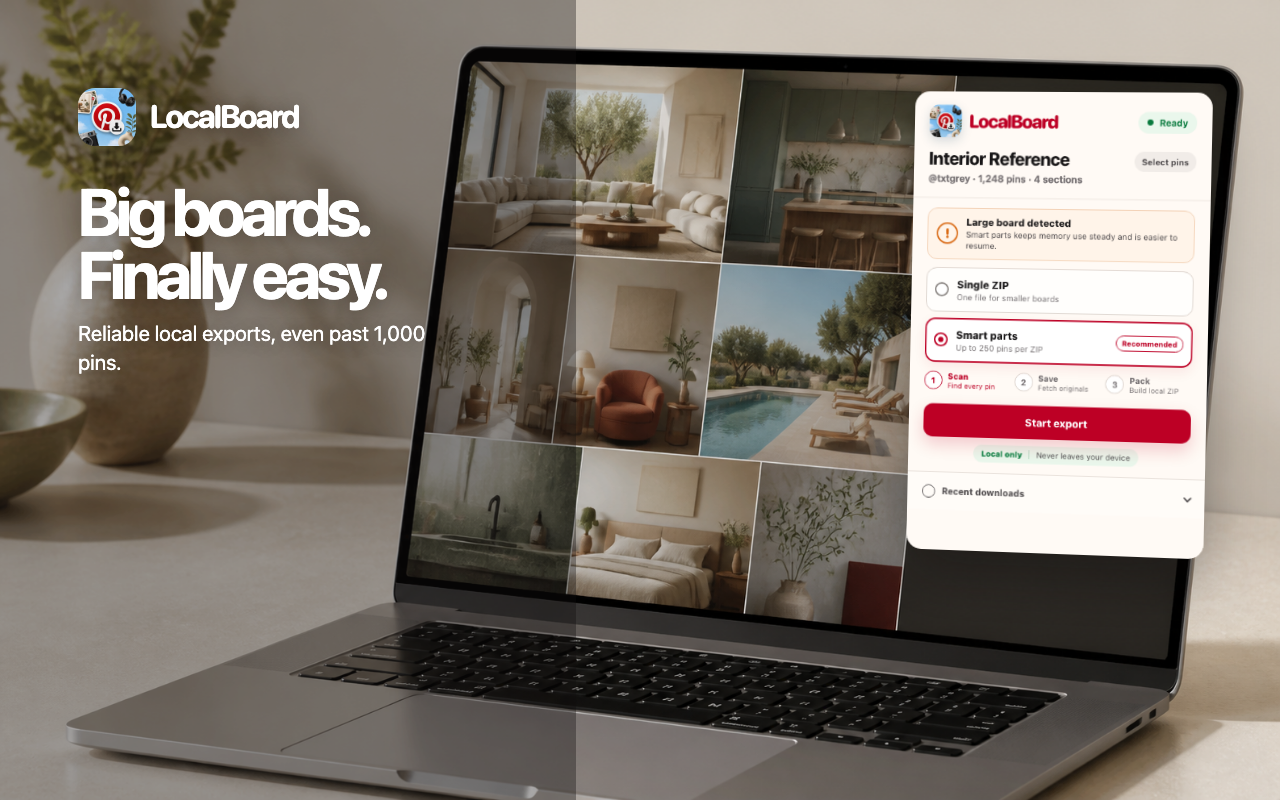 LocalBoard
Big boards.
Finally easy.
Reliable local exports, even past 1,000
pins.
LocalBoard
Ready
Interior Reference
Select pins
@txtgrey · 1,248 pins · 4 sections
Large board detected
Smart parts keeps memory use steady and is easier to
resume.
Single ZIP
One file for smaller boards
Smart parts
Up to 250 pins per ZIP
Recommended
1 Scan
Find every pin
2 Save
Fetch originals
3 Pack
Build local ZIP
Start export
Local only | Never leaves your device
Recent downloads